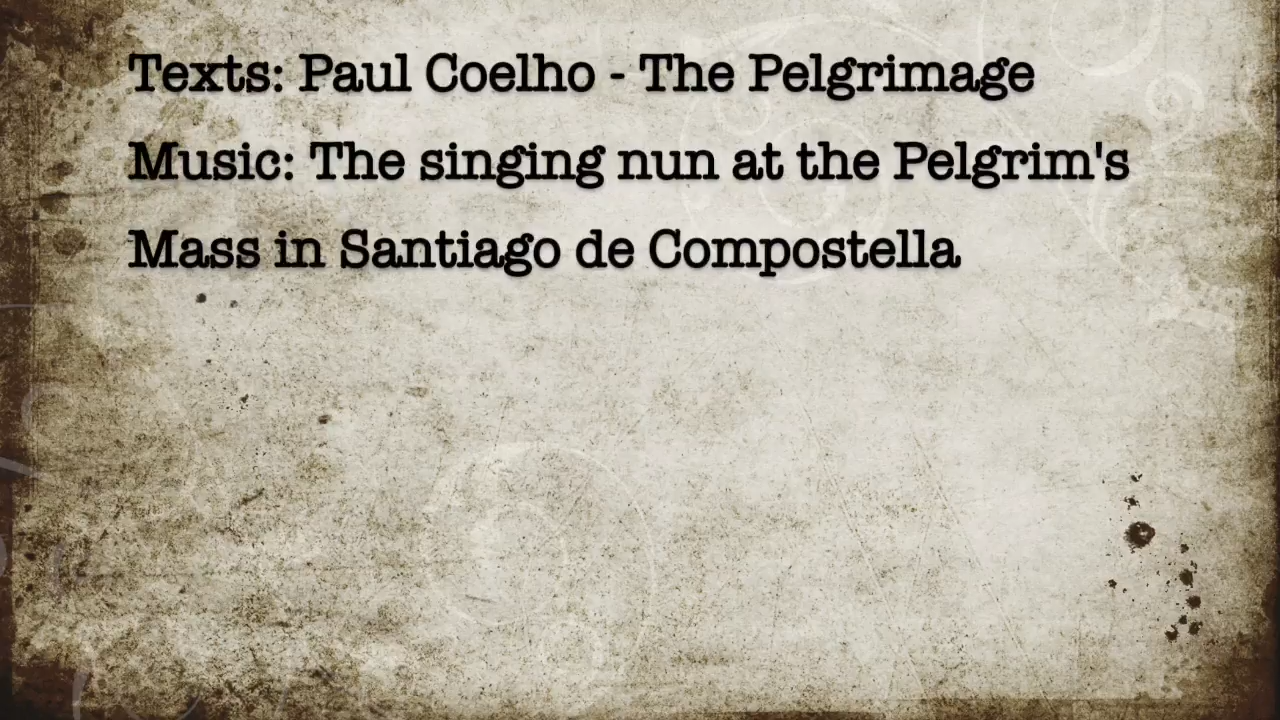 Texts: Paul Coelho - The Pelgrimage
Music: The singing nun at the Pelgrim's
Mass in Santiago de Compostella